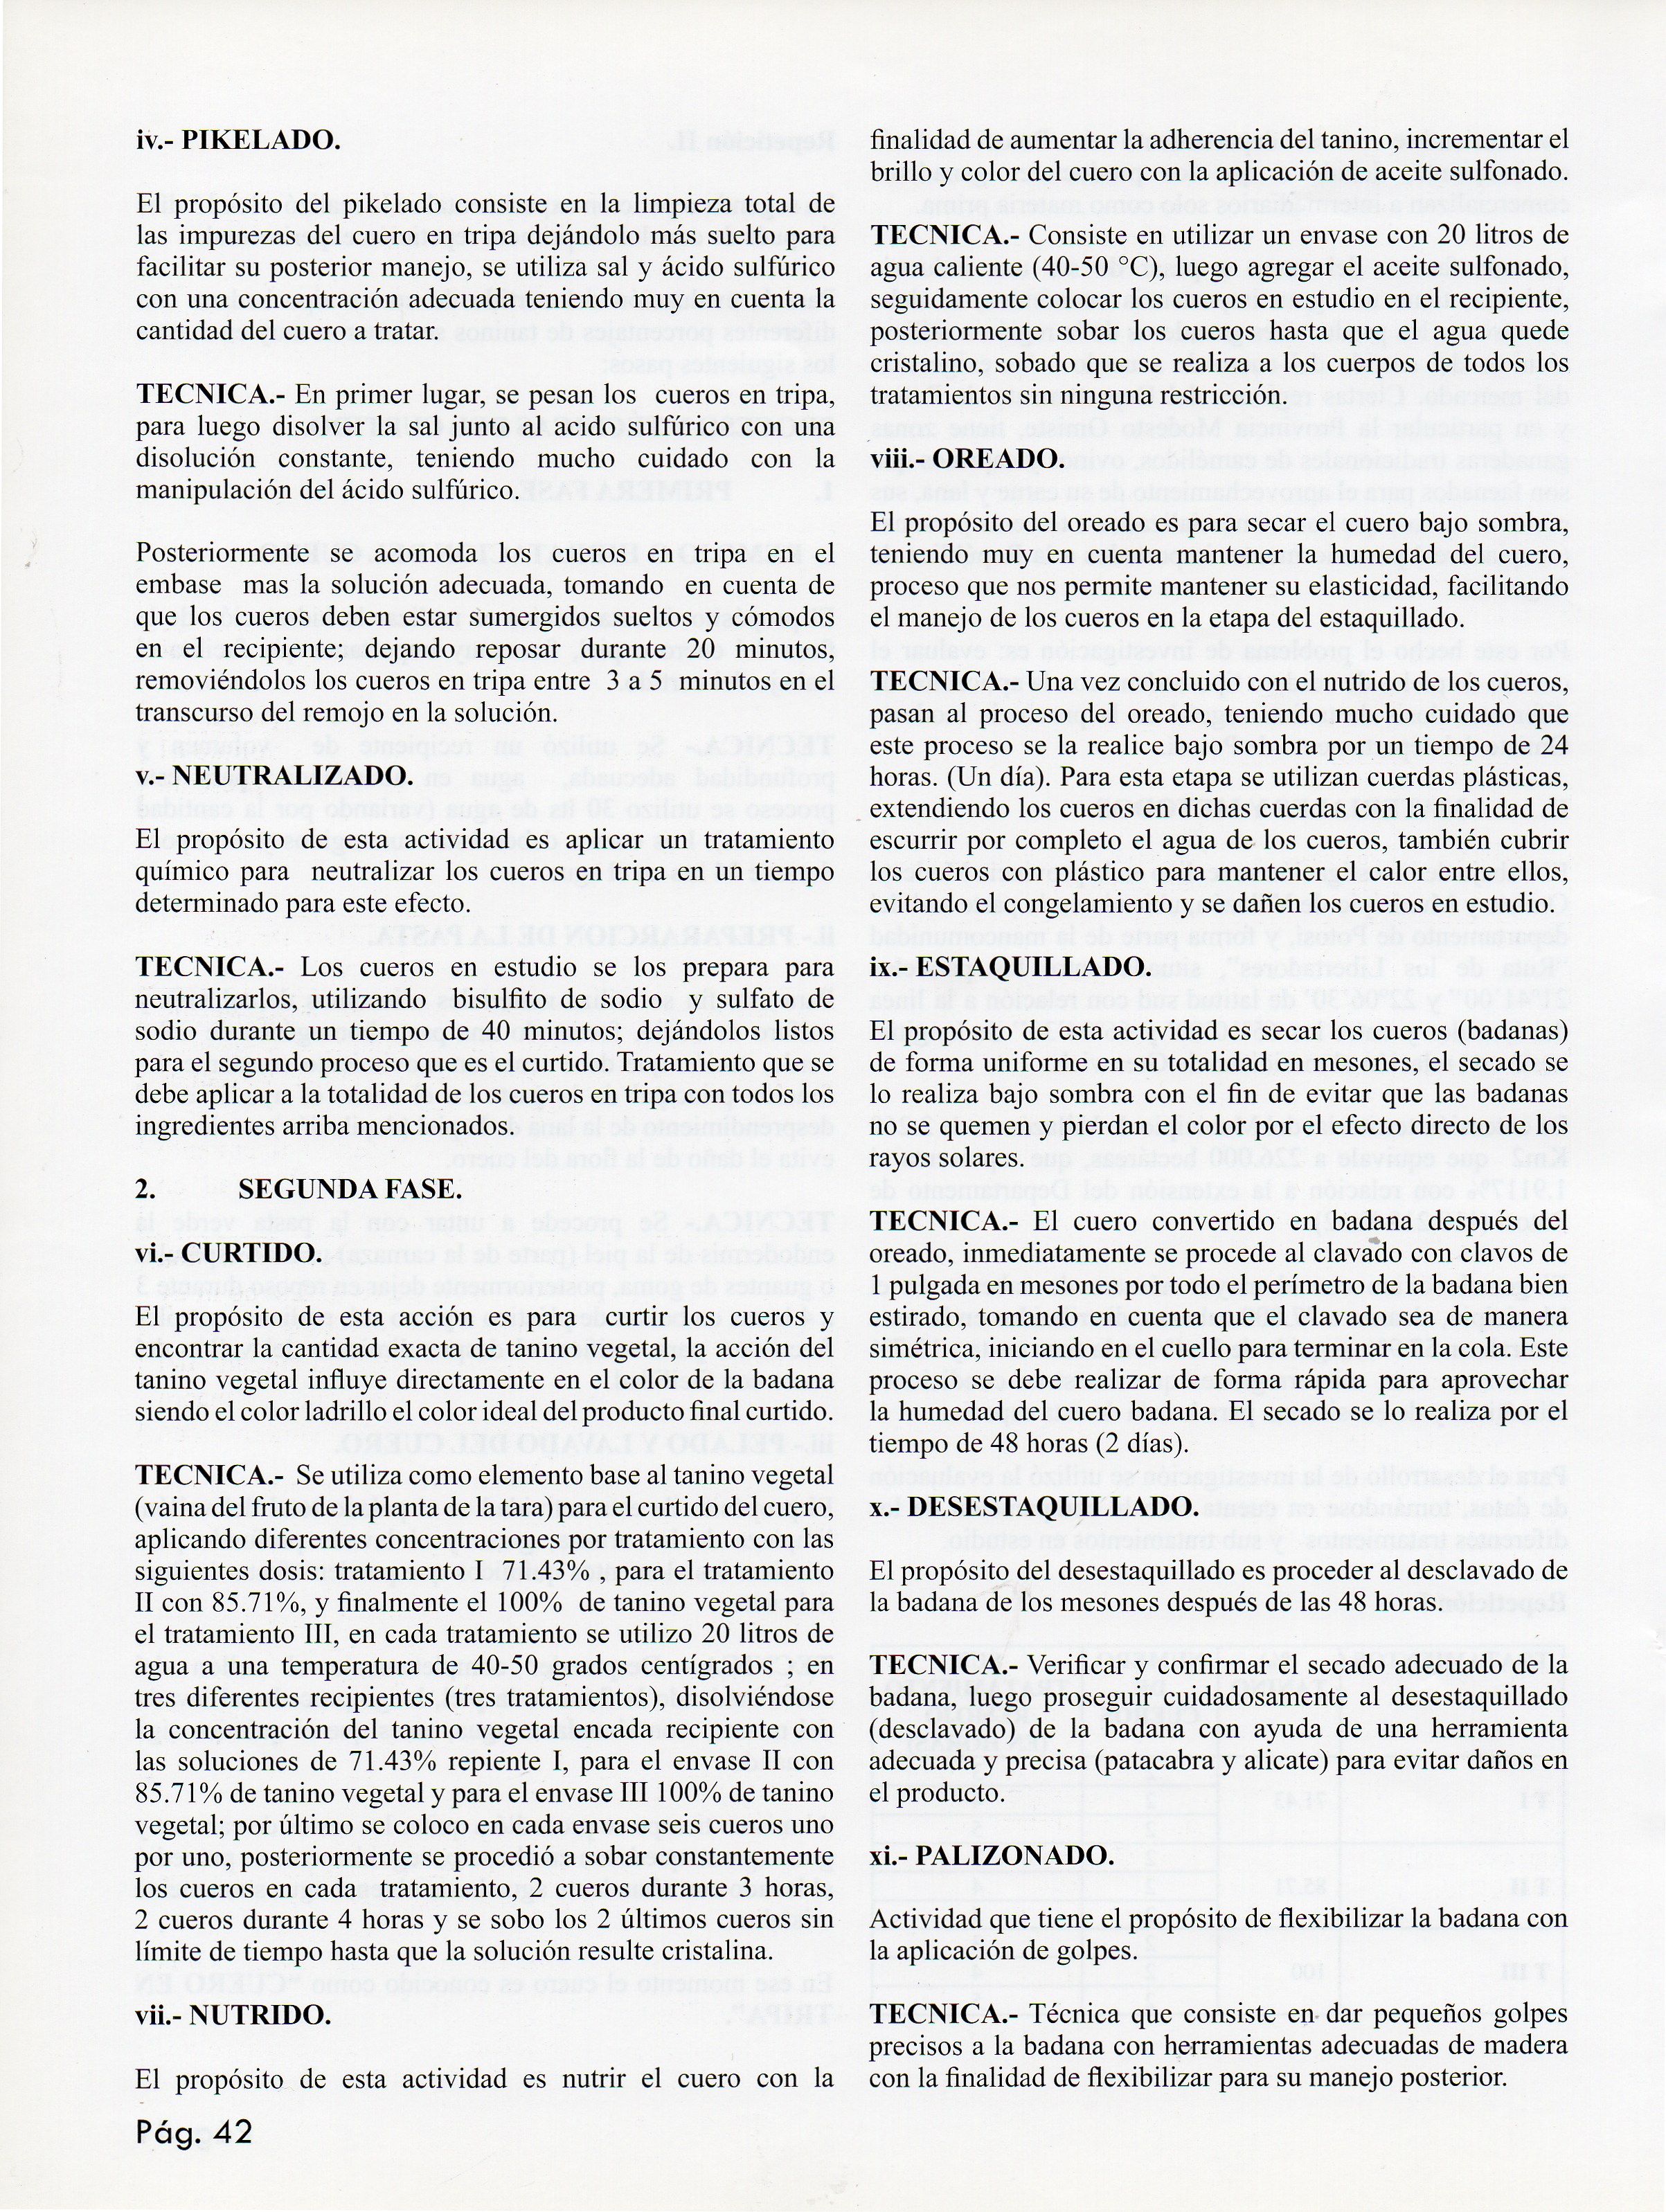 iv.- PIKELADO.
El propósito del pikelado consiste en la limpieza total de
las impurezas del cuero en tripa dejándolo más suelto para
facilitar su posterior manejo, se utiliza sal y ácido sulfúrico
con una concentración adecuada teniendo muy en cuenta la
cantidad del cuero a tratar.
TECNICA.- En primer lugar, se pesan los cueros en tripa,
para luego disolver la sal junto al acido sulfúrico con una
disolución constante, teniendo mucho cuidado con la
manipulación del ácido sulfúrico.
Posteriormente se acomoda los cueros en tripa en el
embase mas la solución adecuada, tomando en cuenta de
que los cueros deben estar sumergidos sueltos y cómodos
en el recipiente; dejando reposar durante 20 minutos,
removiéndolos los cueros en tripa entre 3 a 5 minutos en el
transcurso del remojo en la solución.
v.- NEUTRALIZADO.
El propósito de esta actividad es aplicar un tratamiento
químico para neutralizar los cueros en tripa en un tiempo
determinado para este efecto.
TECNICA.- Los cueros en estudio se los prepara para
neutralizarlos, utilizando bisulfito de sodio y sulfato de
sodio durante un tiempo de 40 minutos; dejándolos listos
para el segundo proceso que es el curtido. Tratamiento que se
debe aplicar a la totalidad de los cueros en tripa con todos los
ingredientes arriba mencionados.
2. SEGUNDA FASE.
vi.- CURTIDO.
El propósito de esta acción es para curtir los cueros y
encontrar la cantidad exacta de tanino vegetal, la acción del
tanino vegetal influye directamente en el color de la badana
siendo el color ladrillo el color ideal del producto final curtido.
TECNICA.- Se utiliza como elemento base al tanino vegetal
(vaina del fruto de la planta de la tara) para el curtido del cuero,
aplicando diferentes concentraciones por tratamiento con las
siguientes dosis: tratamiento I 71.43% , para el tratamiento
II con 85.71%, y finalmente el 100% de tanino vegetal para
el tratamiento III, en cada tratamiento se utilizo 20 litros de
agua a una temperatura de 40-50 grados centígrados ; en
tres diferentes recipientes (tres tratamientos), disolviéndose
la concentración del tanino vegetal encada recipiente con
las soluciones de 71.43% repiente I, para el envase II con
85.71% de tanino vegetal y para el envase III 100% de tanino
vegetal; por último se coloco en cada envase seis cueros uno
por uno, posteriormente se procedió a sobar constantemente
los cueros en cada tratamiento, 2 cueros durante 3 horas,
2 cueros durante 4 horas y se sobo los 2 últimos cueros sin
límite de tiempo hasta que la solución resulte cristalina.
vii.- NUTRIDO.
El propósito de esta actividad es nutrir el cuero con la
finalidad de aumentar la adherencia del tanino, incrementar el
brillo y color del cuero con la aplicación de aceite sulfonado.
TECNICA.- Consiste en utilizar un envase con 20 litros de
agua caliente (40-50 °C), luego agregar el aceite sulfonado,
seguidamente colocar los cueros en estudio en el recipiente,
posteriormente sobar los cueros hasta que el agua quede
cristalino, sobado que se realiza a los cuerpos de todos los
tratamientos sin ninguna restricción.
viii.- OREADO.
El propósito del oreado es para secar el cuero bajo sombra,
teniendo muy en cuenta mantener la humedad del cuero,
proceso que nos permite mantener su elasticidad, facilitando
el manejo de los cueros en la etapa del estaquillado.
TECNICA.- Una vez concluido con el nutrido de los cueros,
pasan al proceso del oreado, teniendo mucho cuidado que
este proceso se la realice bajo sombra por un tiempo de 24
horas. (Un día). Para esta etapa se utilizan cuerdas plásticas,
extendiendo los cueros en dichas cuerdas con la finalidad de
escurrir por completo el agua de los cueros, también cubrir
los cueros con plástico para mantener el calor entre ellos,
evitando el congelamiento y se dañen los cueros en estudio.
ix.- ESTAQUILLADO.
El propósito de esta actividad es secar los cueros (badanas)
de forma uniforme en su totalidad en mesones, el secado se
lo realiza bajo sombra con el fin de evitar que las badanas
no se quemen y pierdan el color por el efecto directo de los
rayos solares.
TECNICA.- El cuero convertido en badana después del
oreado, inmediatamente se procede al clavado con clavos de
1 pulgada en mesones por todo el perímetro de la badana bien
estirado, tomando en cuenta que el clavado sea de manera
simétrica, iniciando en el cuello para terminar en la cola. Este
proceso se debe realizar de forma rápida para aprovechar
la humedad del cuero badana. El secado se lo realiza por el
tiempo de 48 horas (2 días).
x.- DESESTAQUILLADO.
El propósito del desestaquillado es proceder al desclavado de
la badana de los mesones después de las 48 horas.
TECNICA.- Verificar y confirmar el secado adecuado de la
badana, luego proseguir cuidadosamente al desestaquillado
(desclavado) de la badana con ayuda de una herramienta
adecuada y precisa (patacabra y alicate) para evitar daños en
el producto.
xi.- PALIZONADO.
Actividad que tiene el propósito de flexibilizar la badana con
la aplicación de golpes.
TECNICA.- Técnica que consiste en dar pequeños golpes
precisos a la badana con herramientas adecuadas de madera
con la finalidad de flexibilizar para su manejo posterior.
Pág. 42